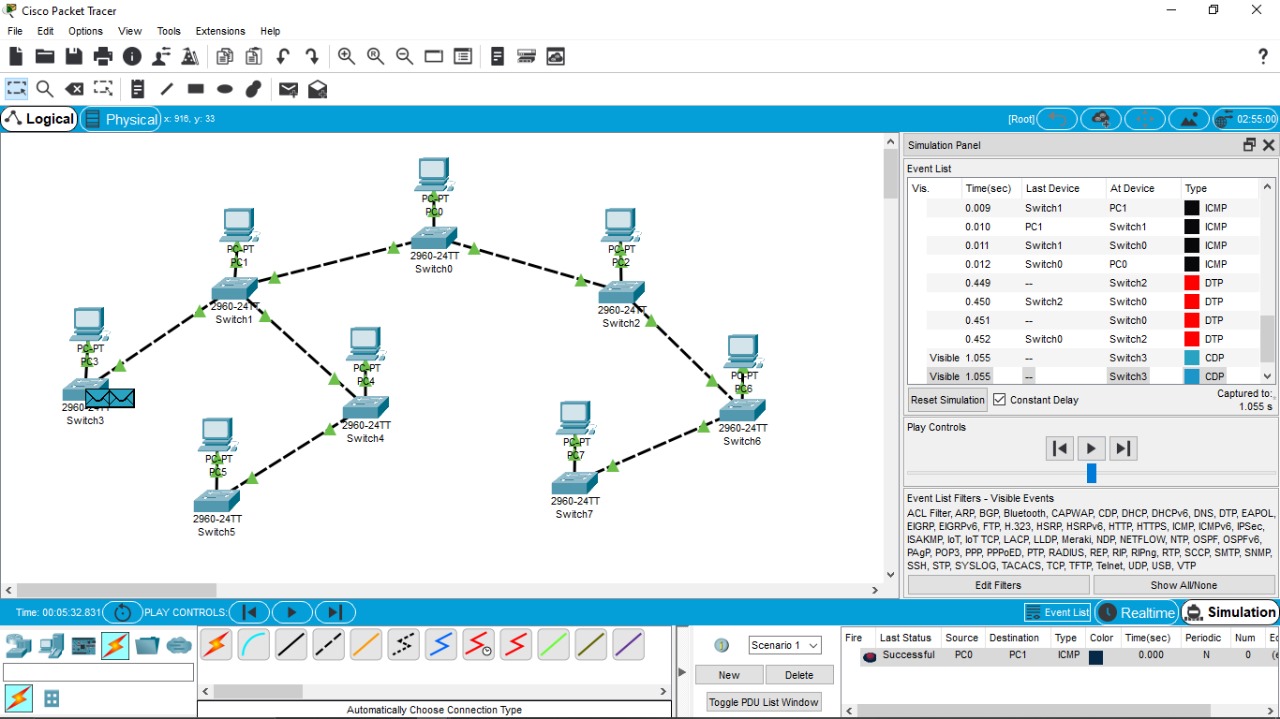 Cisco Packet Tracer
File Edit Options View Tools Extensions Help
Logical Physical x: 916, y: 33 [Root] 02:55:00
PC-PT
PC0
2960-24TT
Switch0
PC-PT
PC1
2960-24TT
Switch1
PC-PT
PC2
2960-24TT
Switch2
PC-PT
PC3
2960-24TT
Switch3
PC-PT
PC4
2960-24TT
Switch4
PC-PT
PC5
2960-24TT
Switch5
PC-PT
PC6
2960-24TT
Switch6
PC-PT
PC7
2960-24TT
Switch7
Simulation Panel
Event List
Vis. Time(sec) Last Device At Device Type
0.009 Switch1 PC1 ICMP
0.010 PC1 Switch1 ICMP
0.011 Switch1 Switch0 ICMP
0.012 Switch0 PC0 ICMP
0.449 -- Switch2 DTP
0.450 Switch2 Switch0 DTP
0.451 -- Switch0 DTP
0.452 Switch0 Switch2 DTP
Visible 1.055 -- Switch3 CDP
Visible 1.055 -- Switch3 CDP
Reset Simulation Constant Delay Captured to:
1.055 s
Play Controls
Event List Filters - Visible Events
ACL Filter, ARP, BGP, Bluetooth, CAPWAP, CDP, DHCP, DHCPv6, DNS, DTP, EAPOL,
EIGRP, EIGRPv6, FTP, H.323, HSRP, HSRPv6, HTTP, HTTPS, ICMP, ICMPv6, IPSec,
ISAKMP, IoT, IoT TCP, LACP, LLDP, Meraki, NDP, NETFLOW, NTP, OSPF, OSPFv6,
PAgP, POP3, PPP, PPPoED, PTP, RADIUS, REP, RIP, RIPng, RTP, SCCP, SMTP, SNMP,
SSH, STP, SYSLOG, TACACS, TCP, TFTP, Telnet, UDP, USB, VTP
Edit Filters Show All/None
Time: 00:05:32.831 PLAY CONTROLS: Event List Realtime Simulation
Automatically Choose Connection Type
Scenario 1
New Delete
Toggle PDU List Window
Fire Last Status Source Destination Type Color Time(sec) Periodic Num
Successful PC0 PC1 ICMP 0.000 N 0